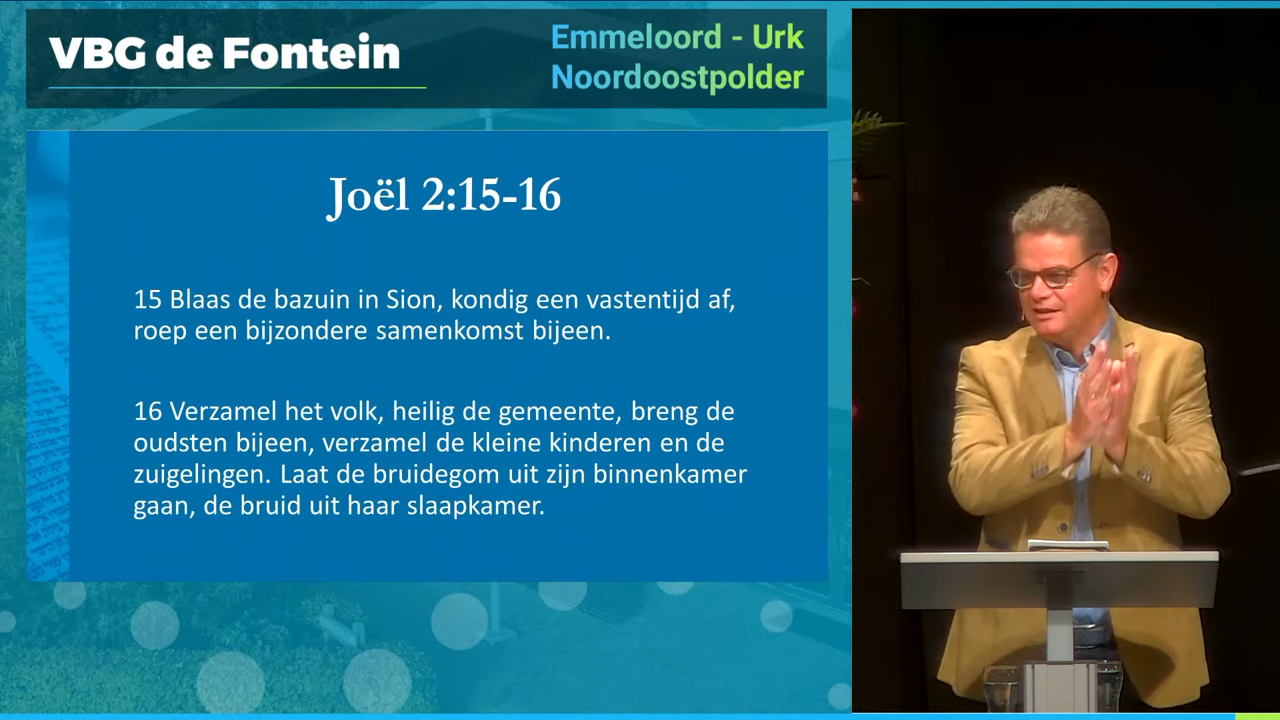 VBG de Fontein
Emmeloord - Urk
Noordoostpolder
Joël 2:15-16
15 Blaas de bazuin in Sion, kondig een vastentijd af,
roep een bijzondere samenkomst bijeen.
16 Verzamel het volk, heilig de gemeente, breng de
oudsten bijeen, verzamel de kleine kinderen en de
zuigelingen. Laat de bruidegom uit zijn binnenkamer
gaan, de bruid uit haar slaapkamer.